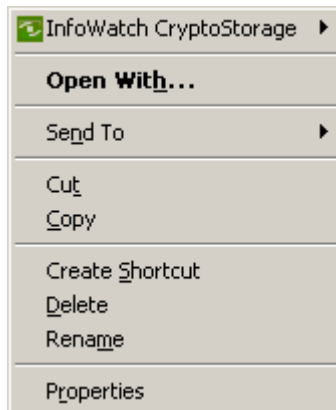 InfoWatch CryptoStorage
Open With...
Send To
Cut
Copy
Create Shortcut
Delete
Rename
Properties